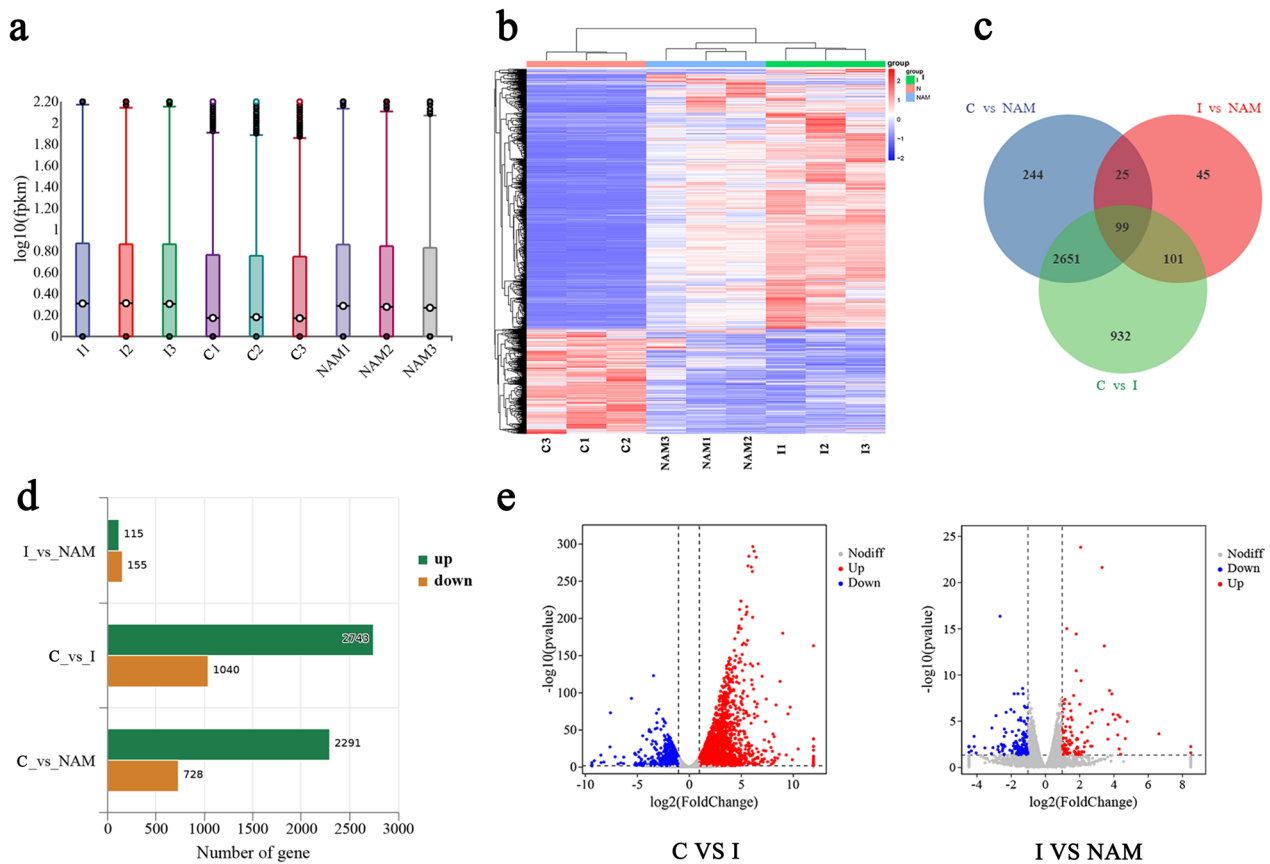 a
log10(fpkm)
2.20
2
1.80
1.60
1.40
1.20
1
0.80
0.60
0.40
0.20
0
I1
I2
I3
C1
C2
C3
NAM1
NAM2
NAM3
b
group
2
1
0
−1
−2
group
I
I
N
NAM
C3
C1
C2
NAM3
NAM1
NAM2
I1
I2
I3
c
C vs NAM
I vs NAM
244
25
45
99
2651
101
932
C vs I
d
I_vs_NAM
115
155
C_vs_I
2743
1040
C_vs_NAM
2291
728
0
500
1000
1500
2000
2500
3000
Number of gene
up
down
e
-log10(pvalue)
300
250
200
150
100
50
0
-10
-5
0
5
10
log2(FoldChange)
Nodiff
Up
Down
C VS I
-log10(pvalue)
25
20
15
10
5
0
-4
-2
0
2
4
6
8
log2(FoldChange)
Nodiff
Down
Up
I VS NAM